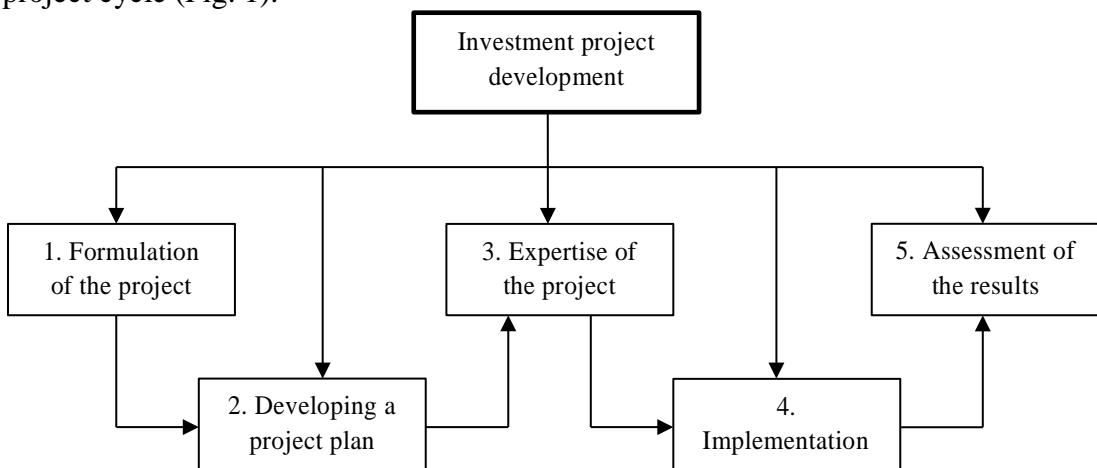 project cycle (Fig. 1).
Investment project
development
1. Formulation
of the project
3. Expertise of
the project
5. Assessment of
the results
2. Developing a
project plan
4.
Implementation